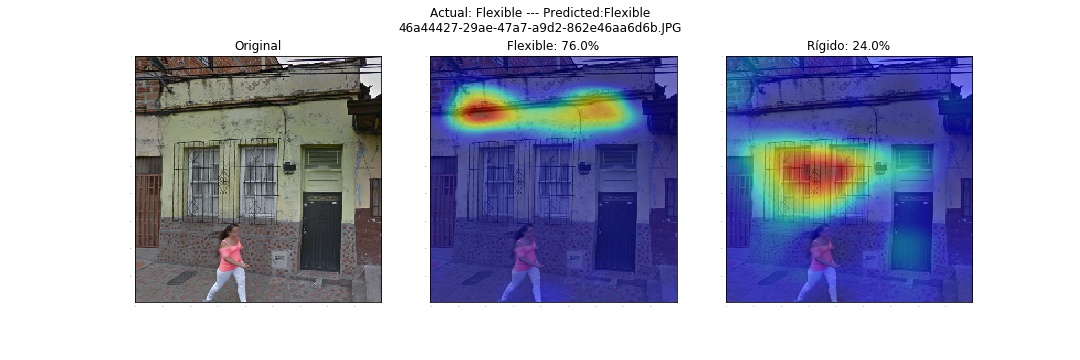 Actual: Flexible --- Predicted:Flexible
46a44427-29ae-47a7-a9d2-862e46aa6d6b.JPG
Original
Flexible: 76.0%
Rígido: 24.0%